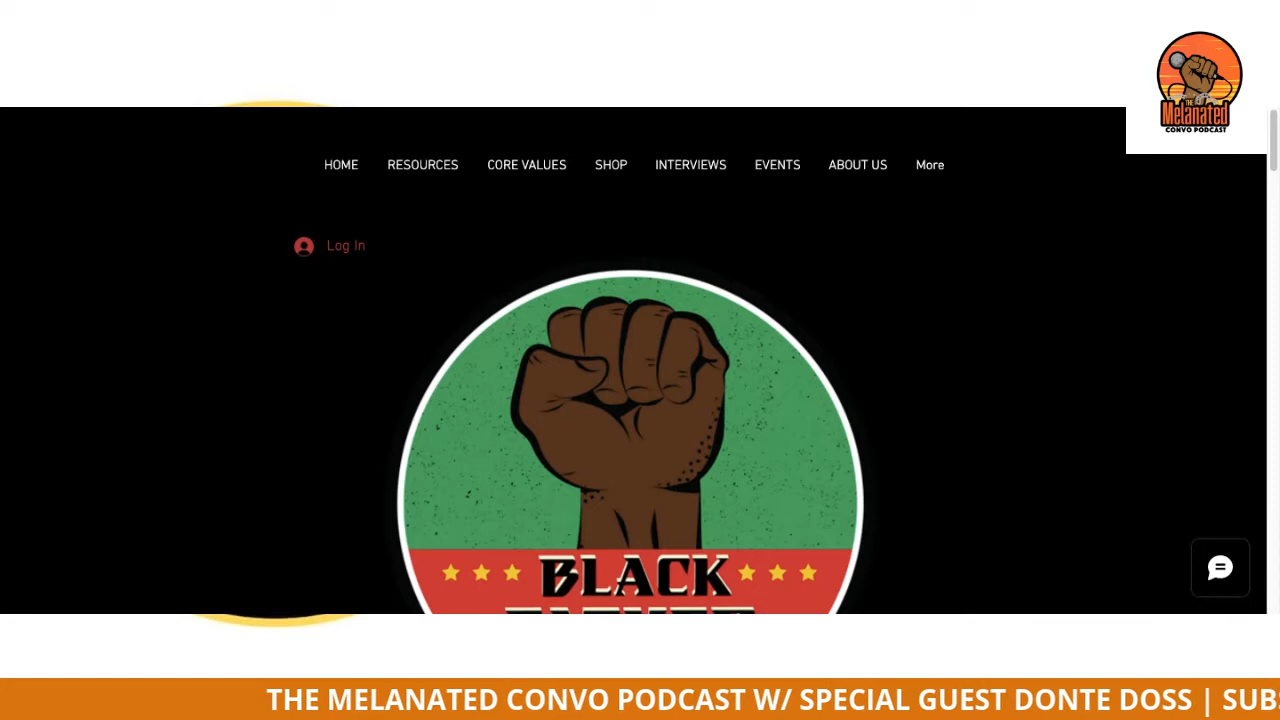 THE
Melanated
CONVO PODCAST
HOME RESOURCES CORE VALUES SHOP INTERVIEWS EVENTS ABOUT US More
Log In
BLACK
THE MELANATED CONVO PODCAST W/ SPECIAL GUEST DONTE DOSS | SUBS